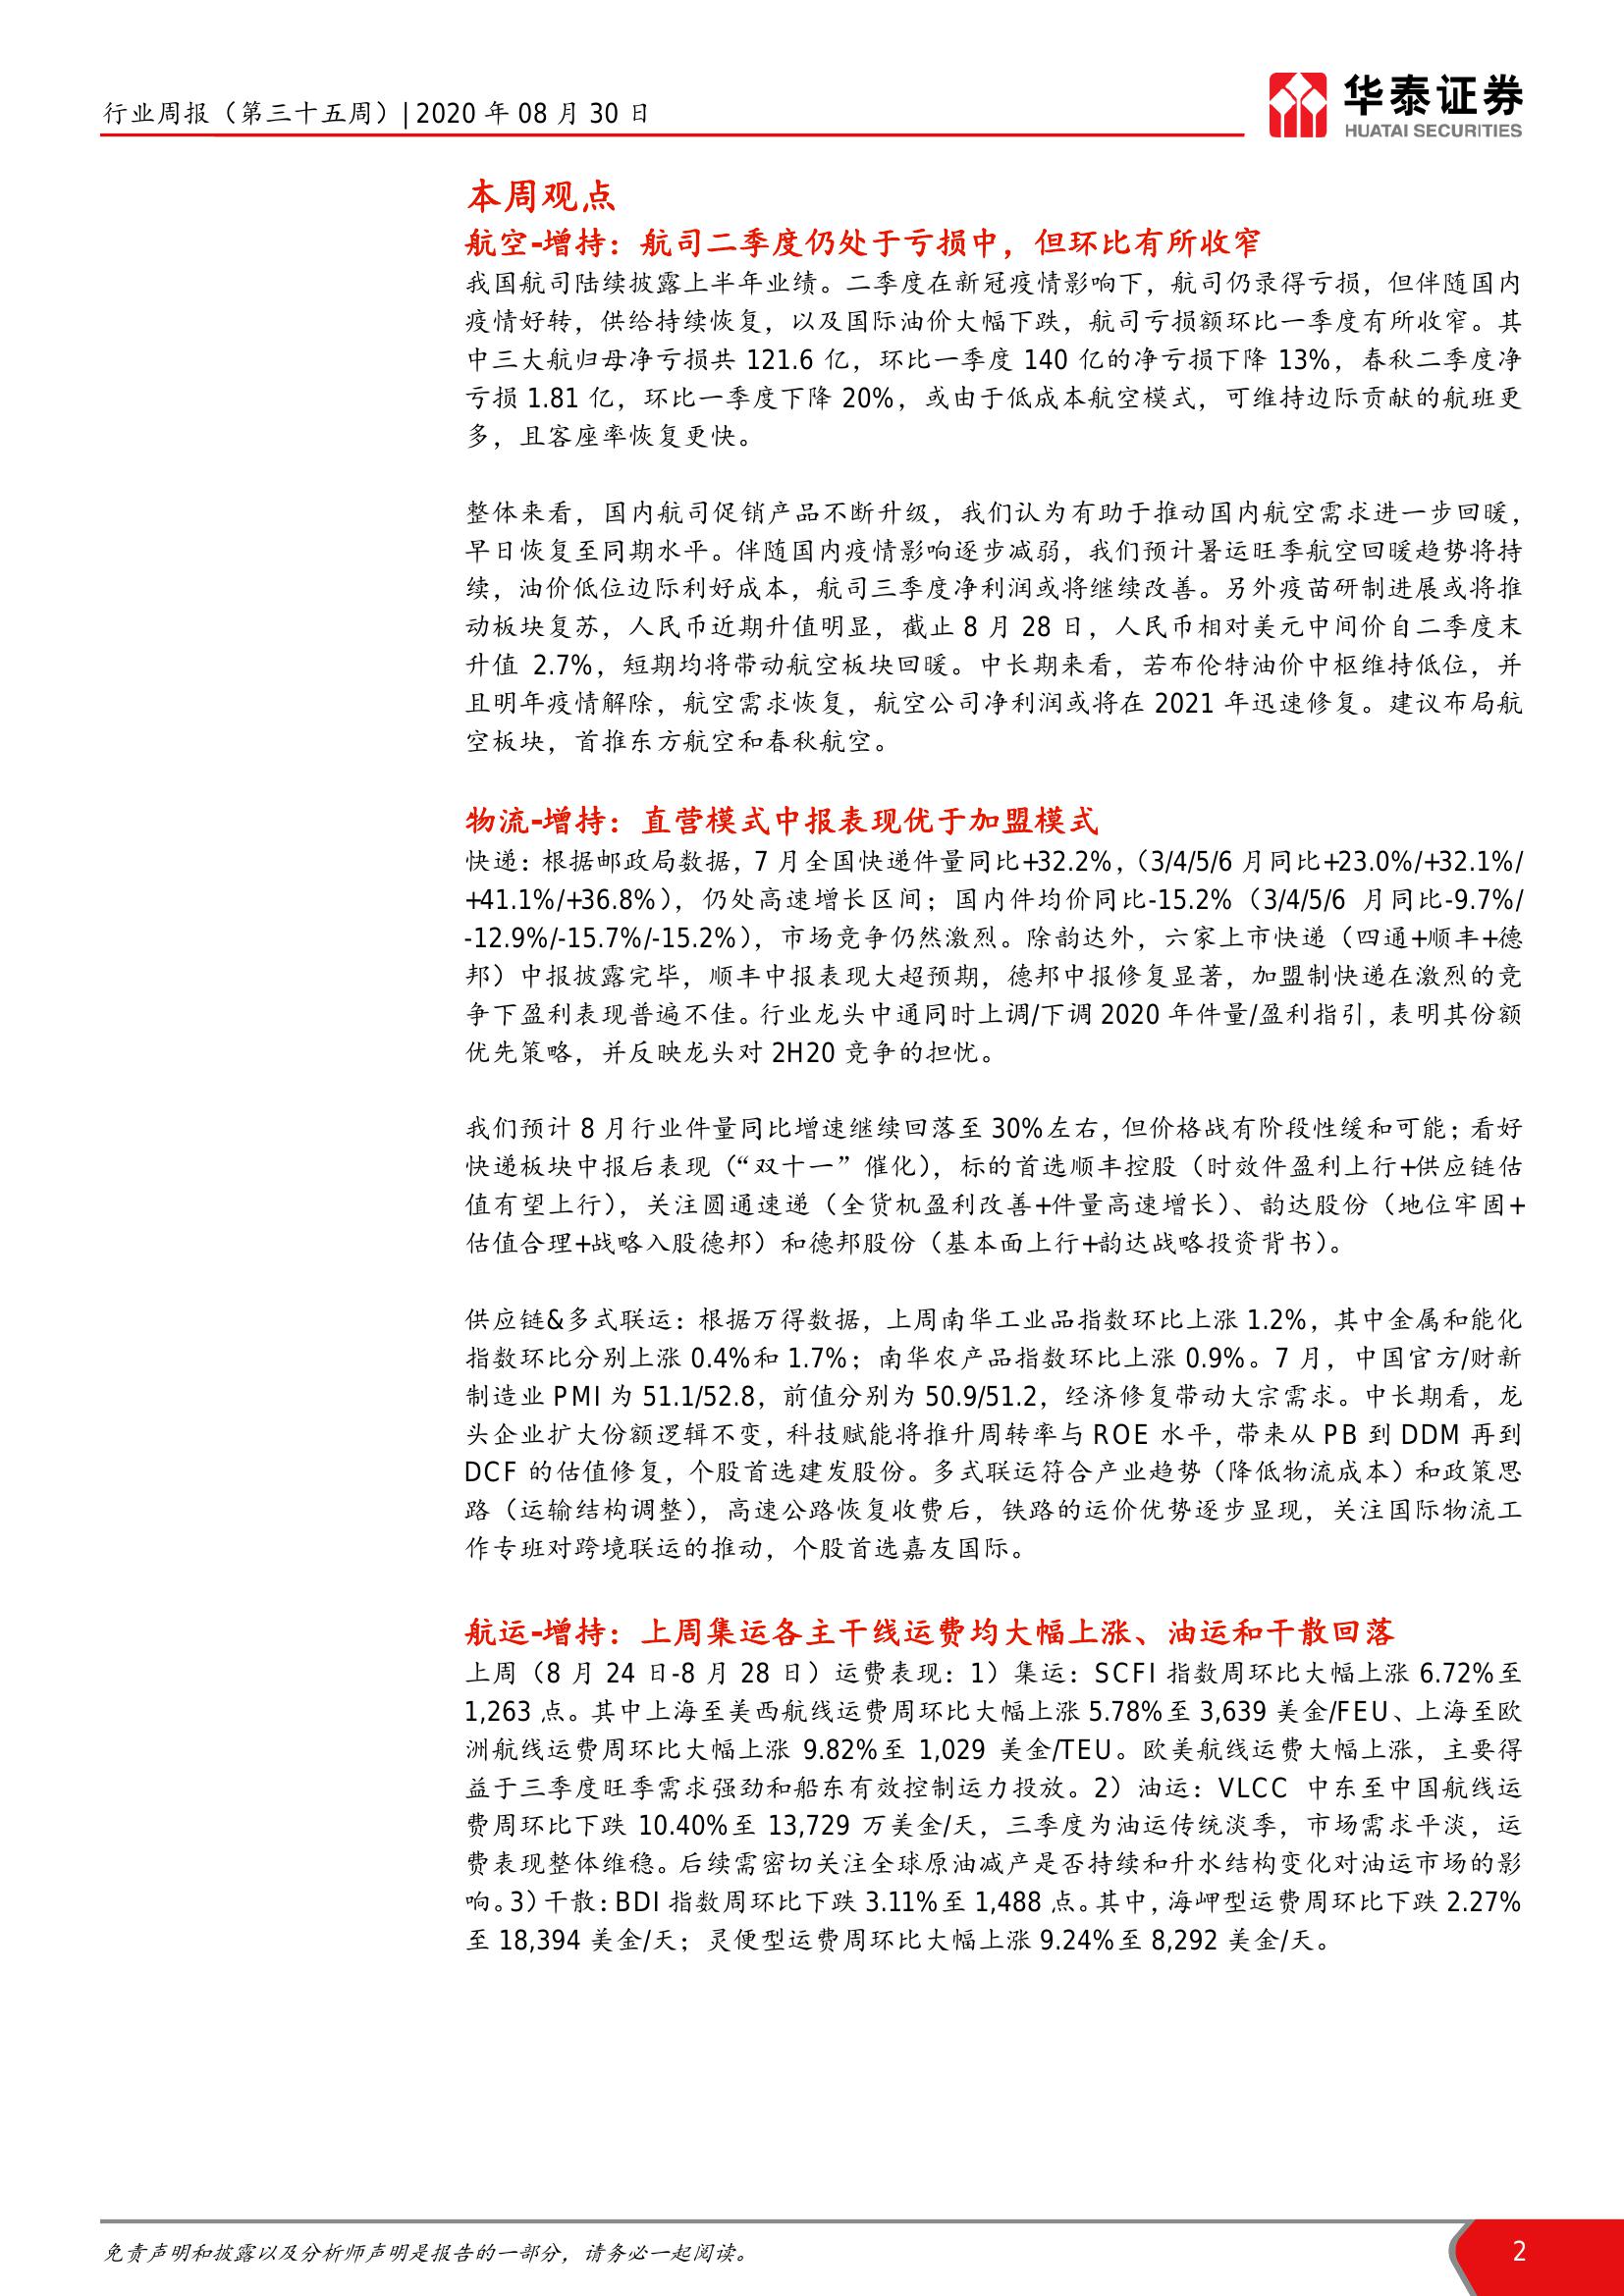 行业周报（第三十五周）| 2020 年 08 月 30 日
华泰证券
HUATAI SECURITIES
本周观点
航空-增持：航司二季度仍处于亏损中，但环比有所收窄
我国航司陆续披露上半年业绩。二季度在新冠疫情影响下，航司仍录得亏损，但伴随国内
疫情好转，供给持续恢复，以及国际油价大幅下跌，航司亏损额环比一季度有所收窄。其
中三大航归母净亏损共 121.6 亿，环比一季度 140 亿的净亏损下降 13%，春秋二季度净
亏损 1.81 亿，环比一季度下降 20%，或由于低成本航空模式，可维持边际贡献的航班更
多，且客座率恢复更快。
整体来看，国内航司促销产品不断升级，我们认为有助于推动国内航空需求进一步回暖，
早日恢复至同期水平。伴随国内疫情影响逐步减弱，我们预计暑运旺季航空回暖趋势将持
续，油价低位边际利好成本，航司三季度净利润或将继续改善。另外疫苗研制进展或将推
动板块复苏，人民币近期升值明显，截止 8 月 28 日，人民币相对美元中间价自二季度末
升值 2.7%，短期均将带动航空板块回暖。中长期来看，若布伦特油价中枢维持低位，并
且明年疫情解除，航空需求恢复，航空公司净利润或将在 2021 年迅速修复。建议布局航
空板块，首推东方航空和春秋航空。
物流-增持：直营模式中报表现优于加盟模式
快递：根据邮政局数据，7 月全国快递件量同比+32.2%，（3/4/5/6 月同比+23.0%/+32.1%/
+41.1%/+36.8%），仍处高速增长区间；国内件均价同比-15.2%（3/4/5/6 月同比-9.7%/
-12.9%/-15.7%/-15.2%），市场竞争仍然激烈。除韵达外，六家上市快递（四通+顺丰+德
邦）中报披露完毕，顺丰中报表现大超预期，德邦中报修复显著，加盟制快递在激烈的竞
争下盈利表现普遍不佳。行业龙头中通同时上调/下调 2020 年件量/盈利指引，表明其份额
优先策略，并反映龙头对 2H20 竞争的担忧。
我们预计 8 月行业件量同比增速继续回落至 30%左右，但价格战有阶段性缓和可能；看好
快递板块中报后表现（“双十一”催化），标的首选顺丰控股（时效件盈利上行+供应链估
值有望上行），关注圆通速递（全货机盈利改善+件量高速增长）、韵达股份（地位牢固+
估值合理+战略入股德邦）和德邦股份（基本面上行+韵达战略投资背书）。
供应链&多式联运：根据万得数据，上周南华工业品指数环比上涨 1.2%，其中金属和能化
指数环比分别上涨 0.4%和 1.7%；南华农产品指数环比上涨 0.9%。7 月，中国官方/财新
制造业 PMI 为 51.1/52.8，前值分别为 50.9/51.2，经济修复带动大宗需求。中长期看，龙
头企业扩大份额逻辑不变，科技赋能将推升周转率与 ROE 水平，带来从 PB 到 DDM 再到
DCF 的估值修复，个股首选建发股份。多式联运符合产业趋势（降低物流成本）和政策思
路（运输结构调整），高速公路恢复收费后，铁路的运价优势逐步显现，关注国际物流工
作专班对跨境联运的推动，个股首选嘉友国际。
航运-增持：上周集运各主干线运费均大幅上涨、油运和干散回落
上周（8 月 24 日-8 月 28 日）运费表现：1）集运：SCFI 指数周环比大幅上涨 6.72%至
1,263 点。其中上海至美西航线运费周环比大幅上涨 5.78%至 3,639 美金/FEU、上海至欧
洲航线运费周环比大幅上涨 9.82%至 1,029 美金/TEU。欧美航线运费大幅上涨，主要得
益于三季度旺季需求强劲和船东有效控制运力投放。2）油运：VLCC 中东至中国航线运
费周环比下跌 10.40%至 13,729 万美金/天，三季度为油运传统淡季，市场需求平淡，运
费表现整体维稳。后续需密切关注全球原油减产是否持续和升水结构变化对油运市场的影
响。3）干散：BDI 指数周环比下跌 3.11%至 1,488 点。其中，海岬型运费周环比下跌 2.27%
至 18,394 美金/天；灵便型运费周环比大幅上涨 9.24%至 8,292 美金/天。
免责声明和披露以及分析师声明是报告的一部分，请务必一起阅读。
2